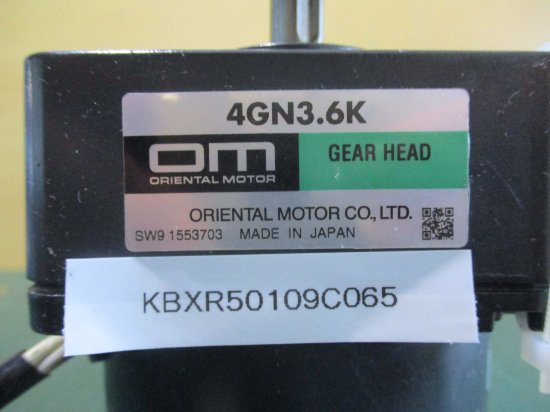 4GN3.6K
OM
ORIENTAL MOTOR
GEAR HEAD
ORIENTAL MOTOR CO., LTD.
SW9 1553703 MADE IN JAPAN
KBXR50109C065